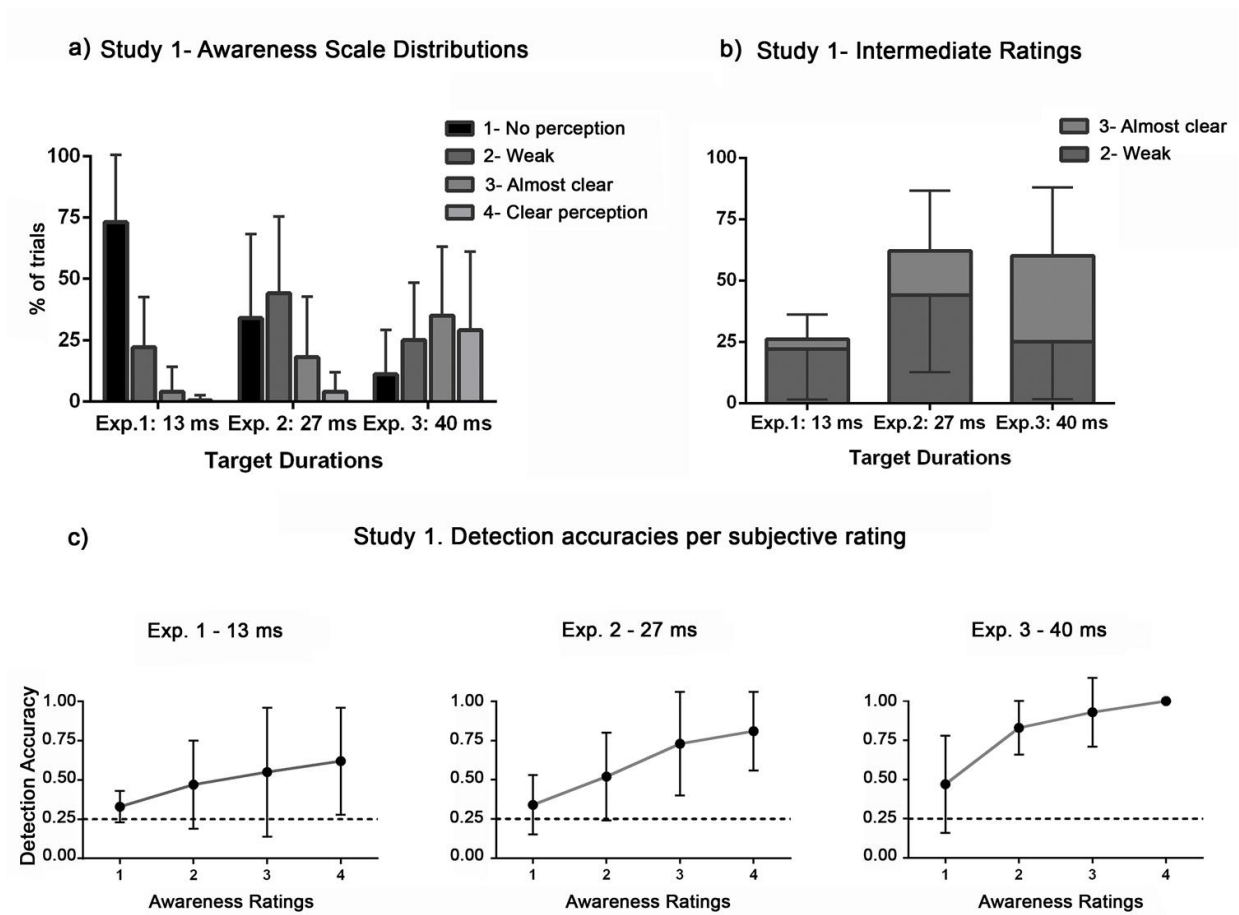 a) Study 1- Awareness Scale Distributions
1- No perception
2- Weak
3- Almost clear
4- Clear perception
% of trials
100
75
50
25
0
Exp.1: 13 ms Exp. 2: 27 ms Exp. 3: 40 ms
Target Durations
b) Study 1- Intermediate Ratings
3- Almost clear
2- Weak
100
75
50
25
0
Exp.1: 13 ms Exp.2: 27 ms Exp.3: 40 ms
Target Durations
c) Study 1. Detection accuracies per subjective rating
Exp. 1 - 13 ms
Detection Accuracy
1.00
0.75
0.50
0.25
0.00
1 2 3 4
Awareness Ratings
Exp. 2 - 27 ms
1.00
0.75
0.50
0.25
0.00
1 2 3 4
Awareness Ratings
Exp. 3 - 40 ms
1.00
0.75
0.50
0.25
0.00
1 2 3 4
Awareness Ratings